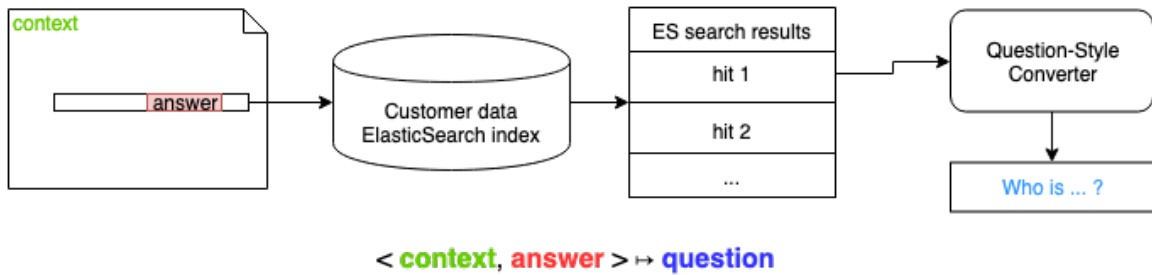 context
answer
Customer data
ElasticSearch index
ES search results
hit 1
hit 2
...
Question-Style
Converter
Who is ... ?
< context, answer > ↦ question